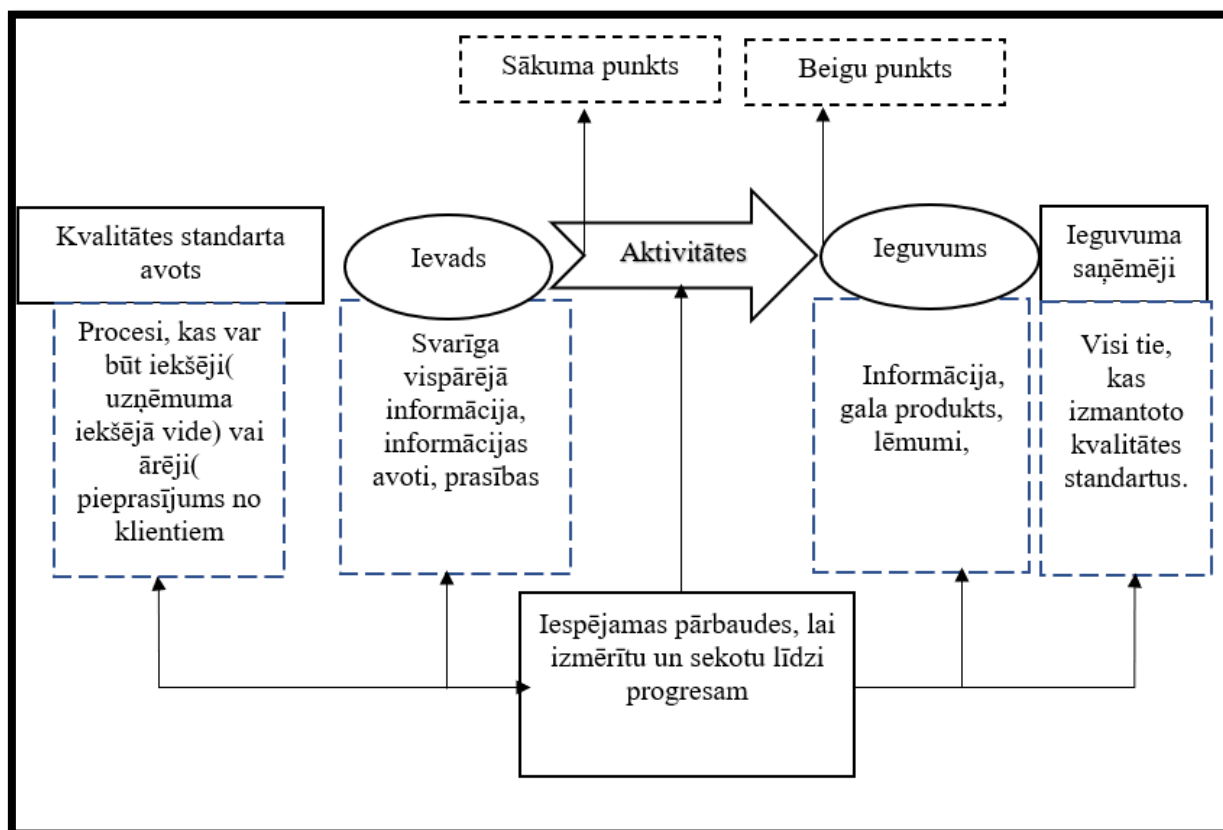 Sākuma punkts
Beigu punkts
Kvalitātes standarta
avots
Ievads
Aktivitātes
Ieguvums
Ieguvuma
saņēmēji
Procesi, kas var
būt iekšēji(
uzņēmuma
iekšējā vide) vai
ārēji(
pieprasījums no
klientiem
Svarīga
vispārējā
informācija,
informācijas
avoti, prasības
Informācija,
gala produkts,
lēmumi,
Visi tie,
kas
izmantoto
kvalitātes
standartus.
Iespējamas pārbaudes, lai
izmērītu un sekotu līdzi
progresam